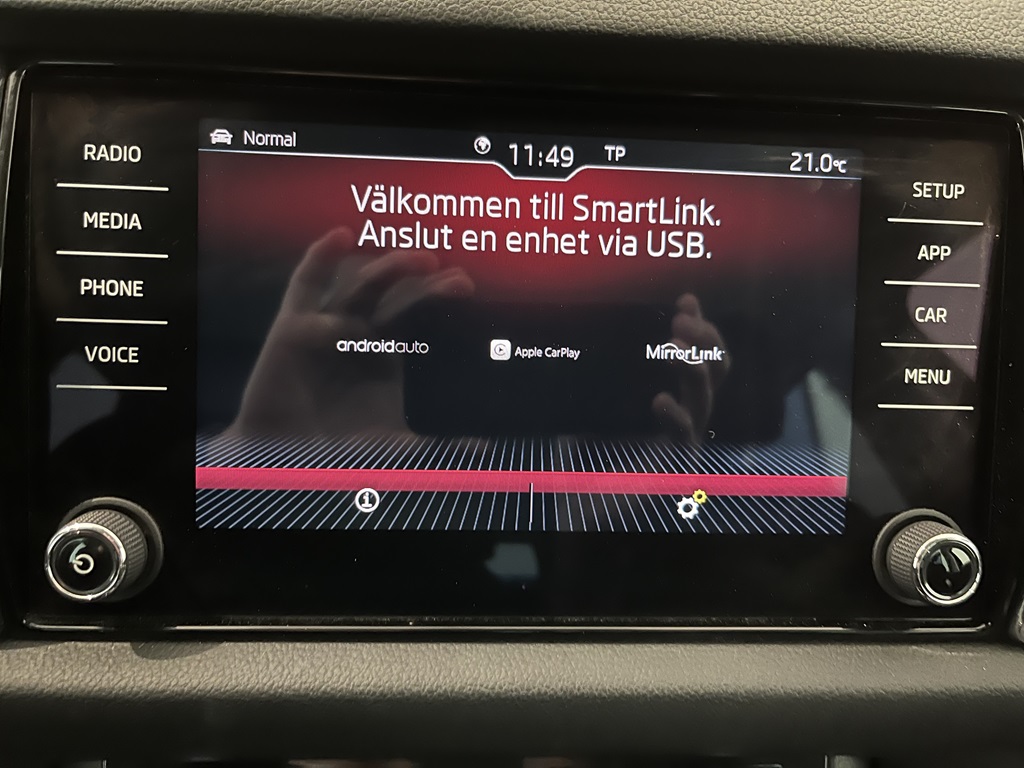 Normal
11:49
TP
21.0°C
RADIO
MEDIA
PHONE
VOICE
Välkommen till SmartLink.
Anslut en enhet via USB.
androidauto
Apple CarPlay
MirrorLink
SETUP
APP
CAR
MENU